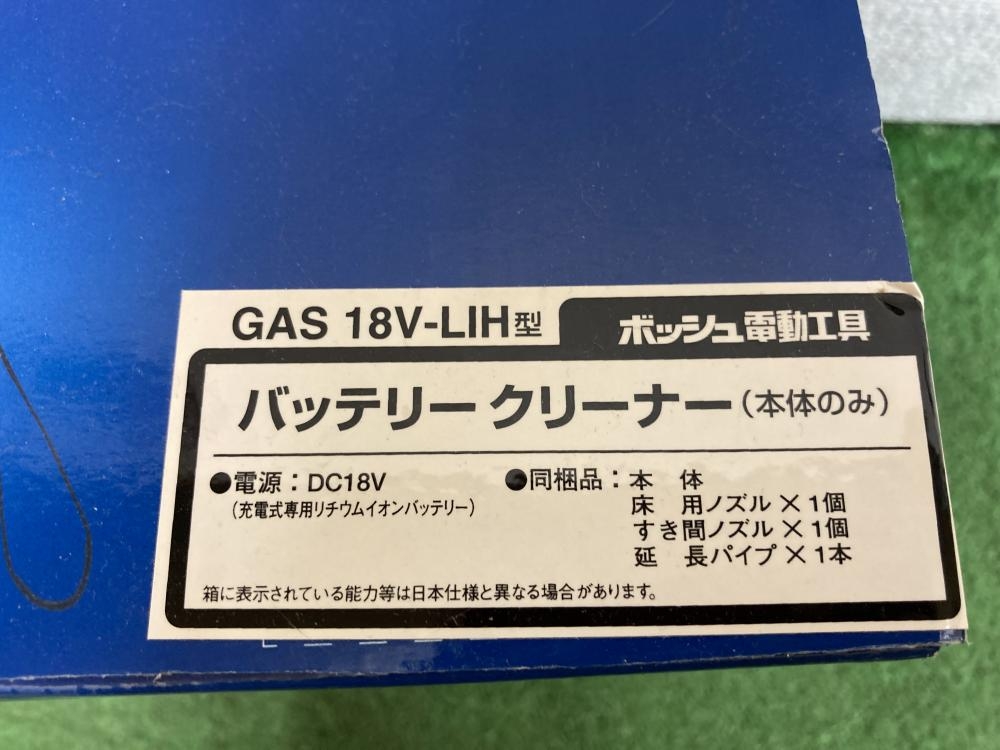 GAS 18V-LIH型
ボッシュ電動工具
バッテリー クリーナー(本体のみ)
●電源:DC18V
(充電式専用リチウムイオンバッテリー)
●同梱品:本 体
床 用ノズル×1個
すき間ノズル×1個
延 長パイプ×1本
箱に表示されている能力等は日本仕様と異なる場合があります。